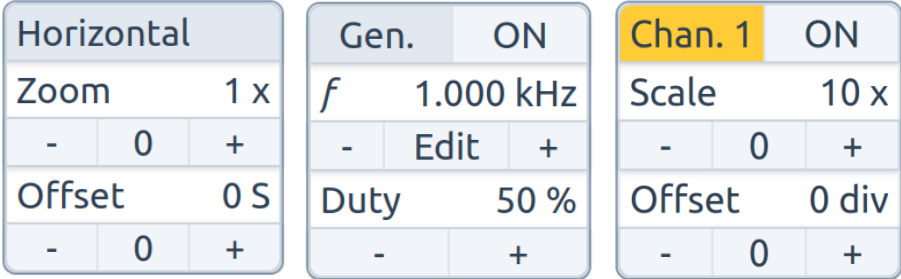 Horizontal
Zoom 1 x
- 0 +
Offset 0 S
- 0 +
Gen. ON
f 1.000 kHz
- Edit +
Duty 50 %
- +
Chan. 1 ON
Scale 10 x
- 0 +
Offset 0 div
- 0 +